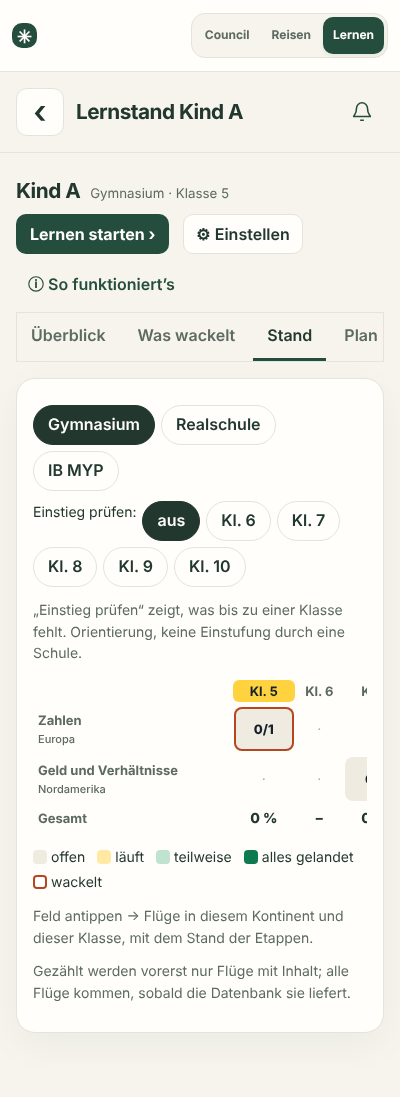 Council Reisen Lernen
‹ Lernstand Kind A
Kind A Gymnasium · Klasse 5
Lernen starten › ⚙ Einstellen
ⓘ So funktioniert's
Überblick Was wackelt Stand Plan
Gymnasium Realschule
IB MYP
Einstieg prüfen: aus Kl. 6 Kl. 7
Kl. 8 Kl. 9 Kl. 10
„Einstieg prüfen“ zeigt, was bis zu einer Klasse
fehlt. Orientierung, keine Einstufung durch eine
Schule.
Kl. 5 Kl. 6
Zahlen 0/1 ·
Europa
Geld und Verhältnisse · ·
Nordamerika
Gesamt 0 % –
offen läuft teilweise alles gelandet
wackelt
Feld antippen → Flüge in diesem Kontinent und
dieser Klasse, mit dem Stand der Etappen.
Gezählt werden vorerst nur Flüge mit Inhalt; alle
Flüge kommen, sobald die Datenbank sie liefert.